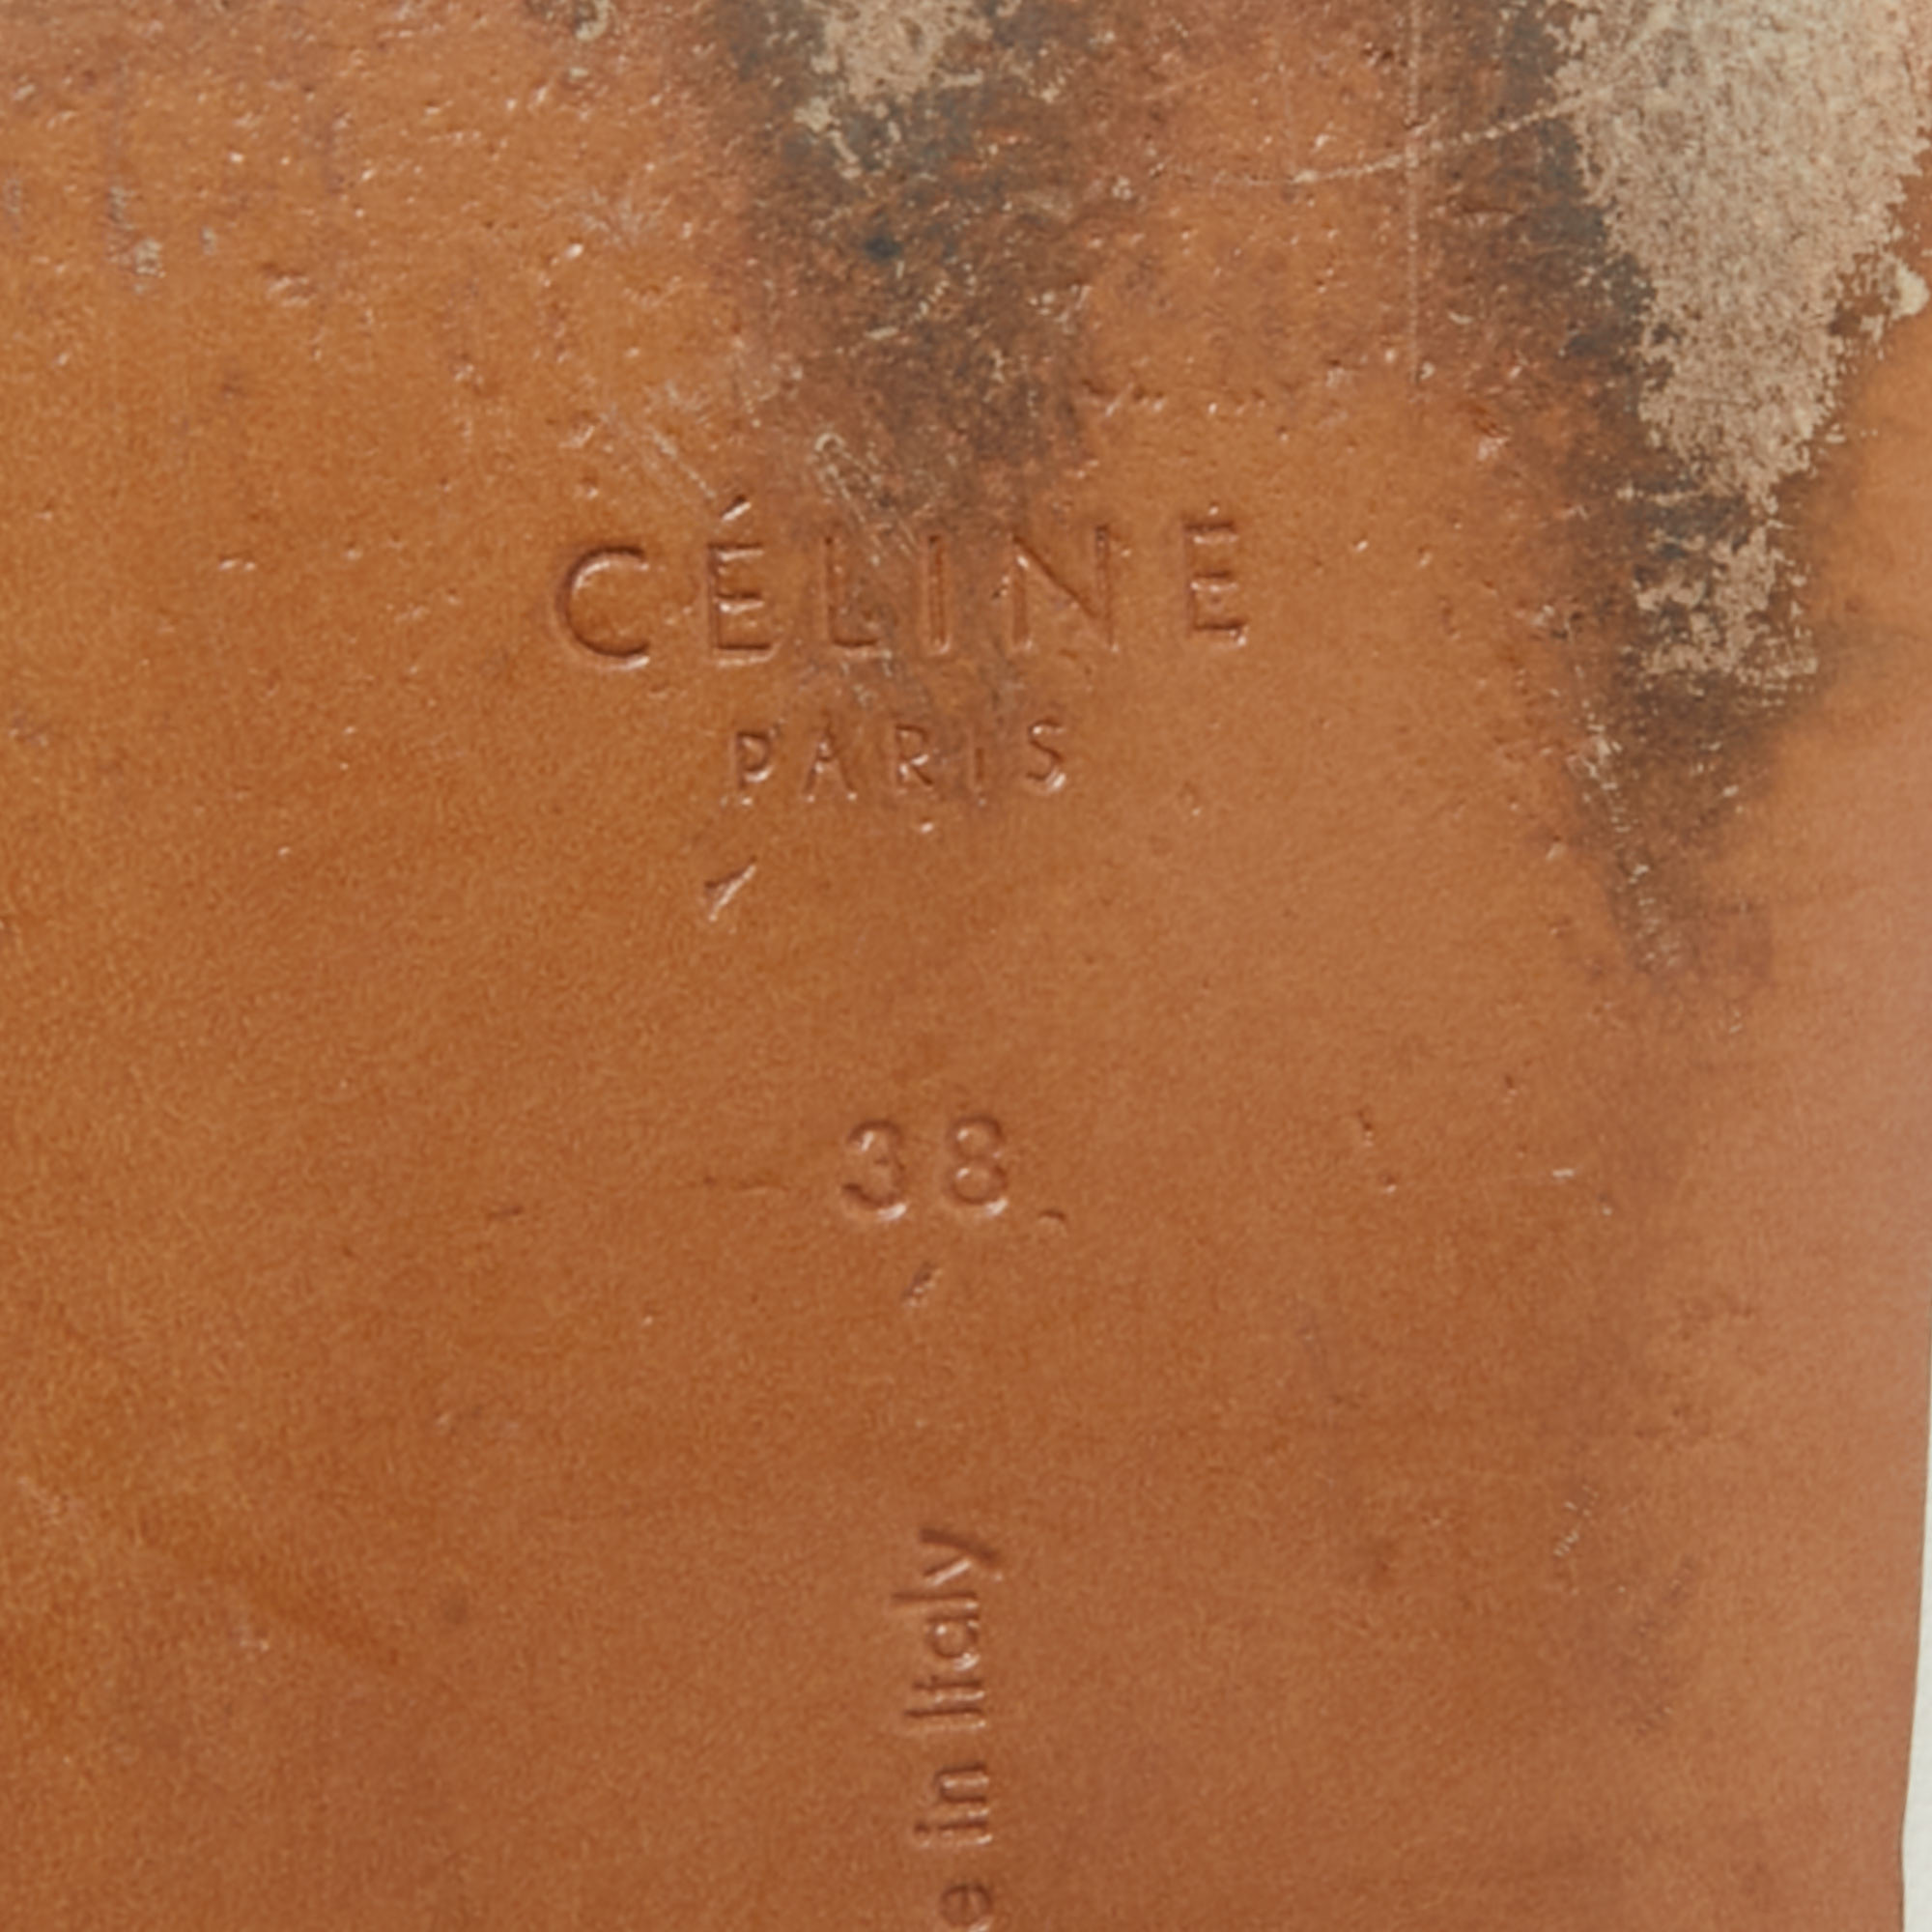 CÉLINE
PARIS
38
e in Italy